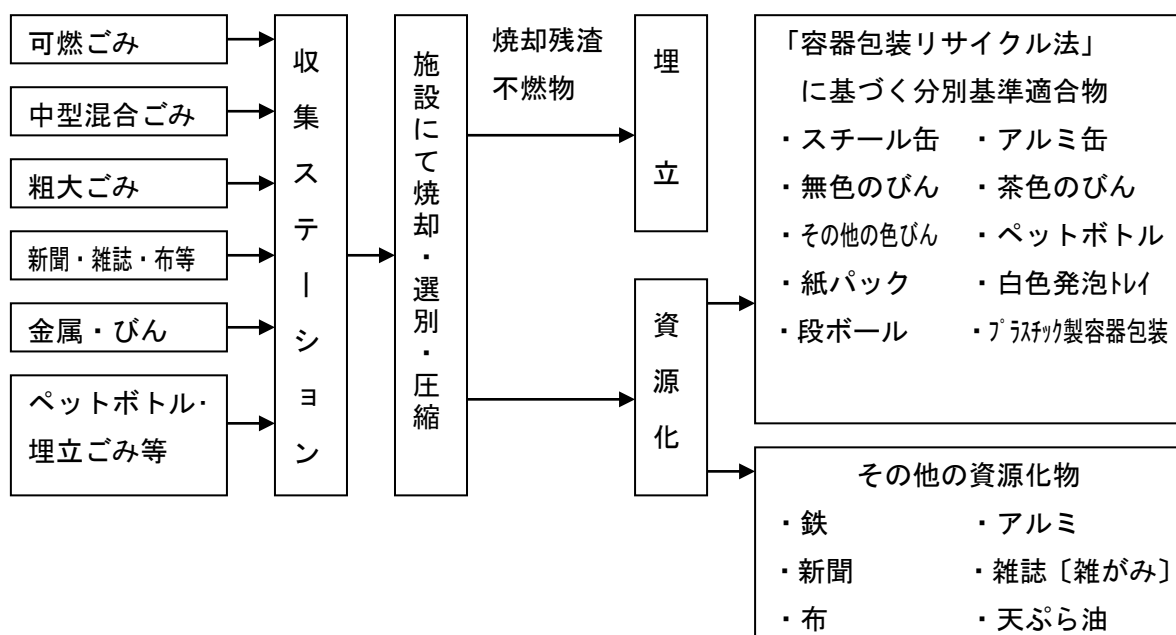 可燃ごみ
中型混合ごみ
粗大ごみ
新聞・雑誌・布等
金属・びん
ペットボトル・
埋立ごみ等
収集ステーション
施設にて焼却・選別・圧縮
焼却残渣
不燃物
埋立
資源化
「容器包装リサイクル法」
に基づく分別基準適合物
・スチール缶 ・アルミ缶
・無色のびん ・茶色のびん
・その他の色びん ・ペットボトル
・紙パック ・白色発泡ﾄﾚｲ
・段ボール ・ﾌﾟﾗｽﾁｯｸ製容器包装
その他の資源化物
・鉄 ・アルミ
・新聞 ・雑誌〔雑がみ〕
・布 ・天ぷら油